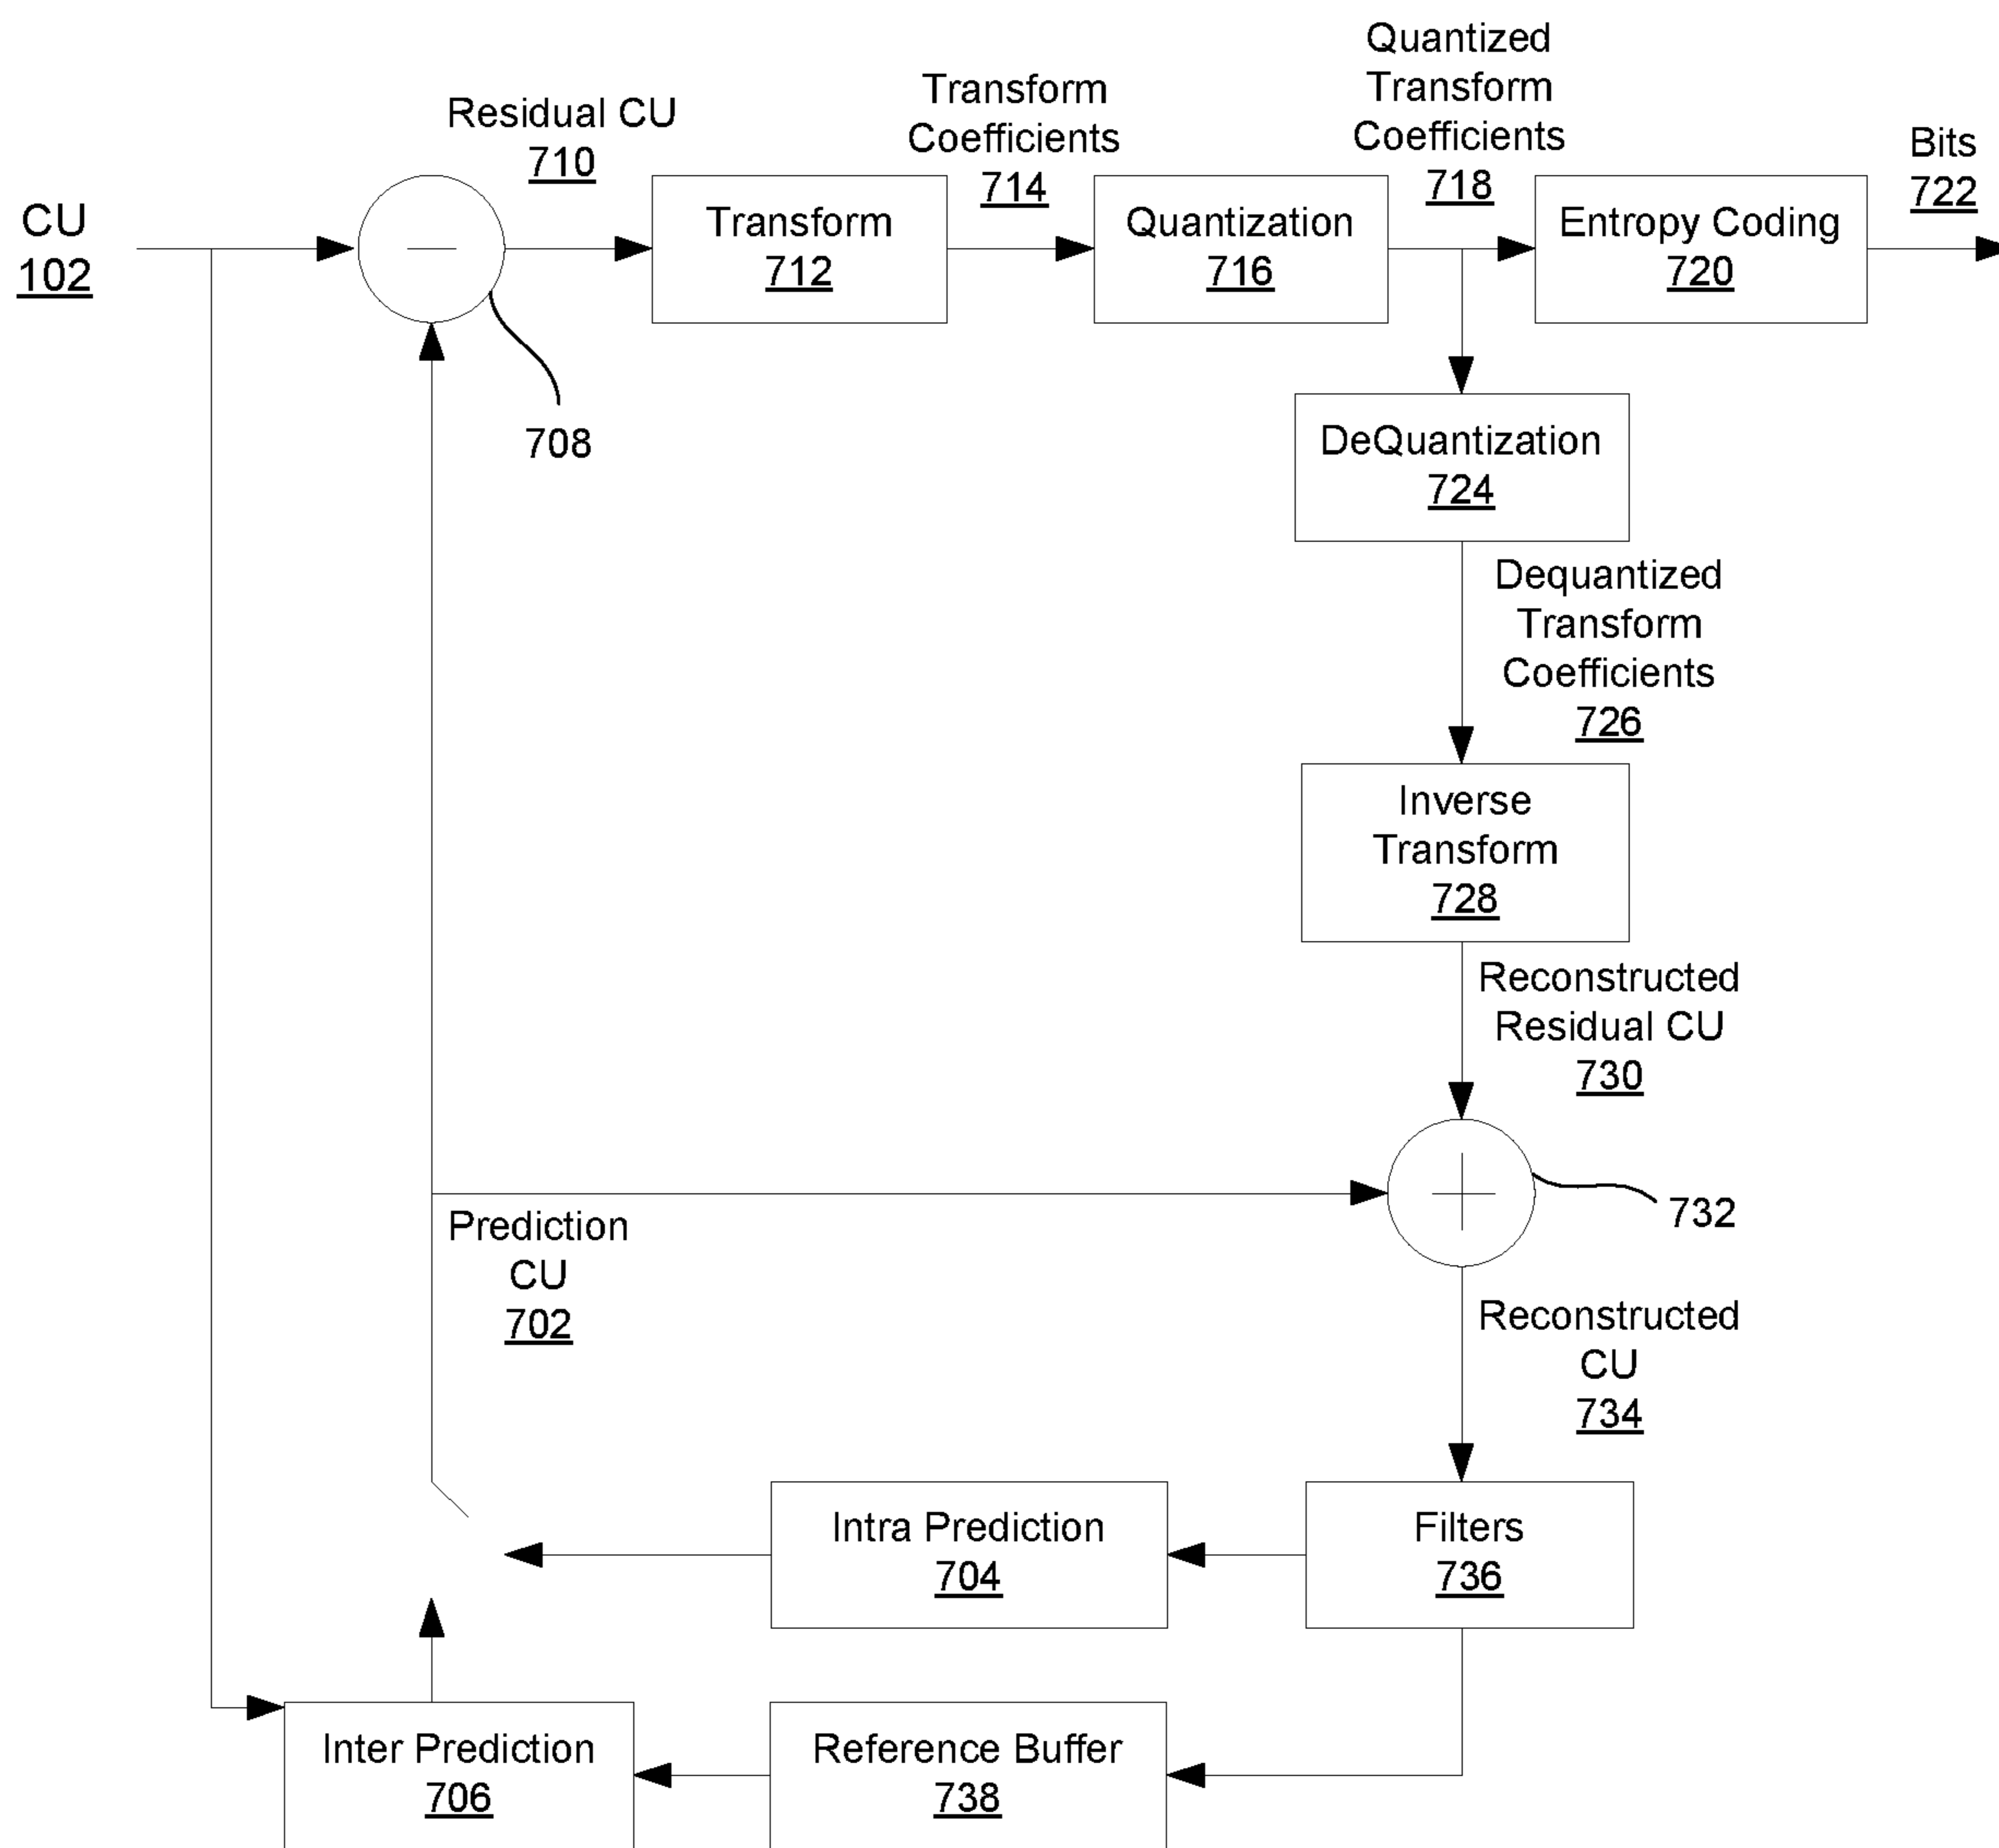 CU
102
Residual CU
710
Transform
Coefficients
714
Quantized
Transform
Coefficients
718
Bits
722
Transform
712
Quantization
716
Entropy Coding
720
708
DeQuantization
724
Dequantized
Transform
Coefficients
726
Inverse
Transform
728
Reconstructed
Residual CU
730
732
Prediction
CU
702
Reconstructed
CU
734
Intra Prediction
704
Filters
736
Inter Prediction
706
Reference Buffer
738